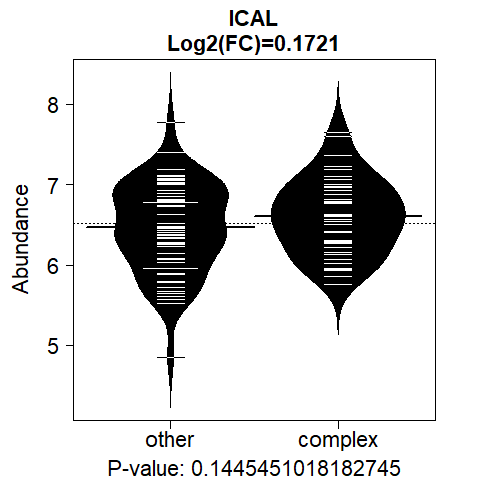 ICAL
Log2(FC)=0.1721
Abundance
8
7
6
5
other
complex
P-value: 0.1445451018182745